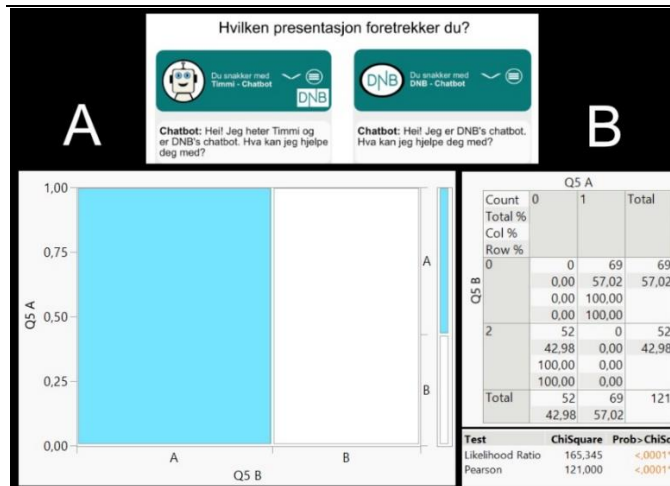 Hvilken presentasjon foretrekker du?
A
Du snakker med
Timmi - Chatbot
DNB
Chatbot: Hei! Jeg heter Timmi og
er DNB's chatbot. Hva kan jeg hjelpe
deg med?
DNB
Du snakker med
DNB - Chatbot
Chatbot: Hei! Jeg er DNB's chatbot.
Hva kan jeg hjelpe deg med?
B
1,00
0,75
0,50
0,25
0,00
Q5 A
A
B
Q5 B
A
B
Q5 A
Q5 B
Count 0 1 Total
Total %
Col %
Row %
0 0 69 69
0,00 57,02 57,02
0,00 100,00
0,00 100,00
2 52 0 52
42,98 0,00 42,98
100,00 0,00
100,00 0,00
Total 52 69 121
42,98 57,02
Test ChiSquare Prob>ChiSq
Likelihood Ratio 165,345 <,0001*
Pearson 121,000 <,0001*